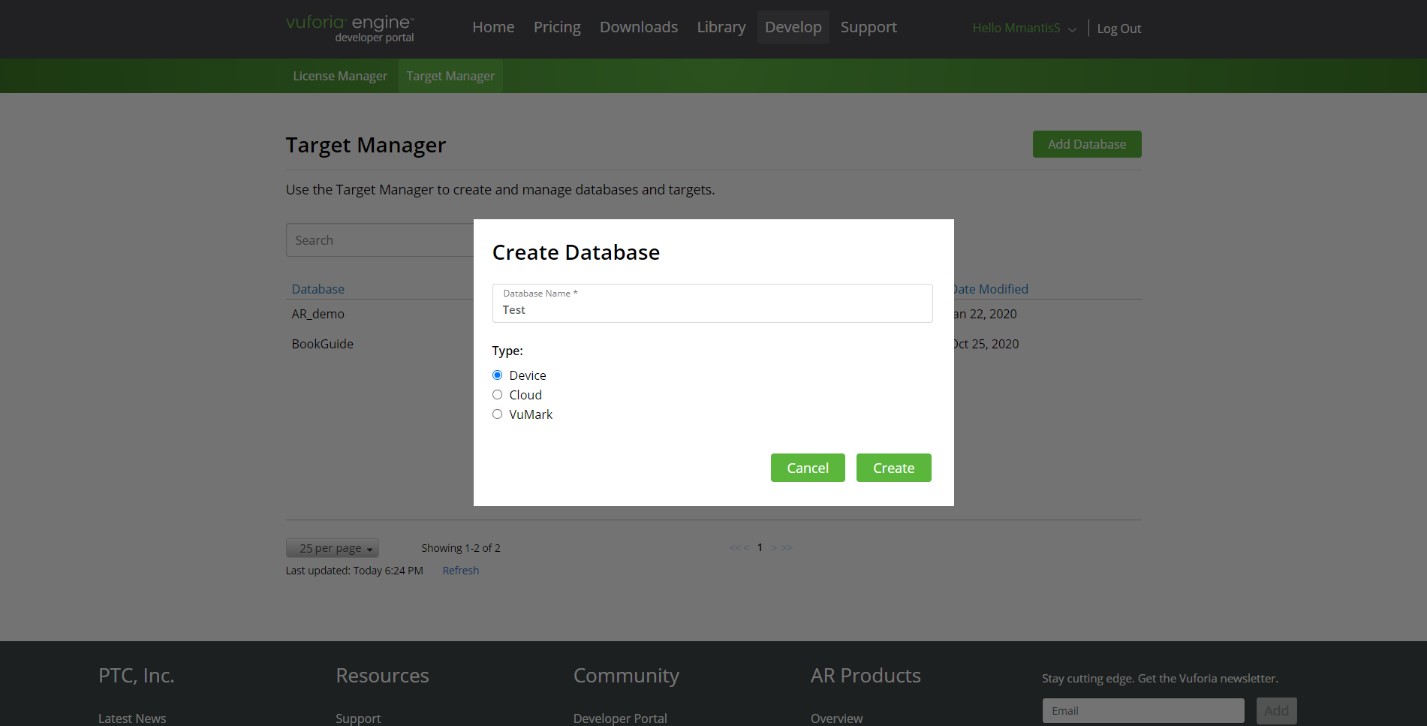 vuforia engine™
developer portal
Home Pricing Downloads Library Develop Support
Hello MmantisS Log Out
License Manager Target Manager
Target Manager
Add Database
Use the Target Manager to create and manage databases and targets.
Search
Create Database
Database Name *
Test
Database
Date Modified
AR_demo
Jan 22, 2020
BookGuide
Oct 25, 2020
Type:
Device
Cloud
VuMark
Cancel Create
25 per page Showing 1-2 of 2 << < 1 > >>
Last updated: Today 6:24 PM Refresh
PTC, Inc. Resources Community AR Products
Stay cutting edge. Get the Vuforia newsletter.
Email Add
Latest News Support Developer Portal Overview